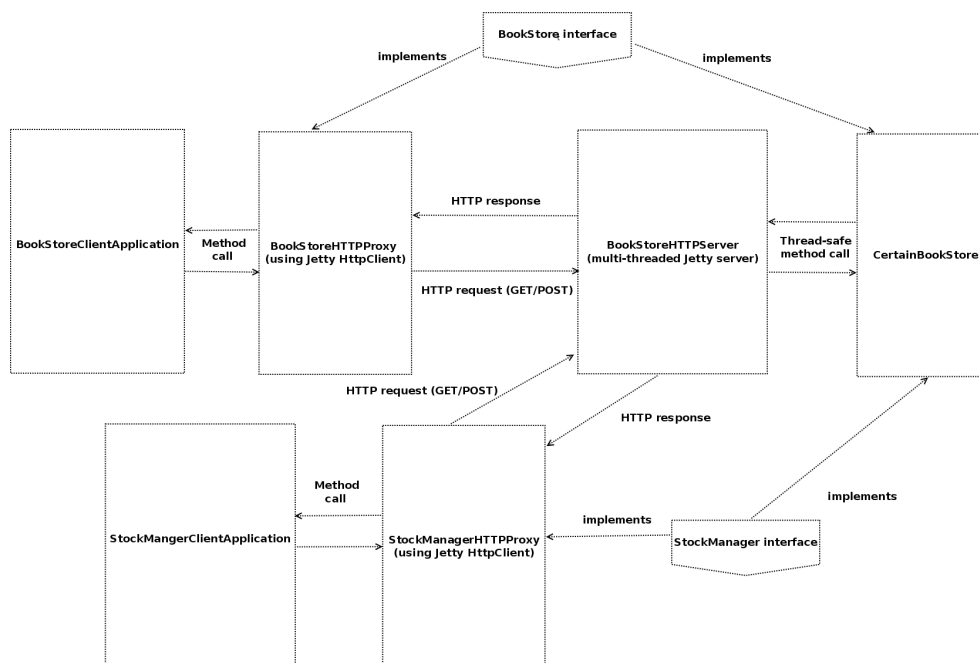 BookStore interface
implements
implements
HTTP response
BookStoreClientApplication
Method
call
BookStoreHTTPProxy
(using Jetty HttpClient)
BookStoreHTTPServer
(multi-threaded Jetty server)
Thread-safe
method call
CertainBookStore
HTTP request (GET/POST)
HTTP request (GET/POST)
HTTP response
Method
call
implements
implements
StockMangerClientApplication
StockManagerHTTPProxy
(using Jetty HttpClient)
StockManager interface